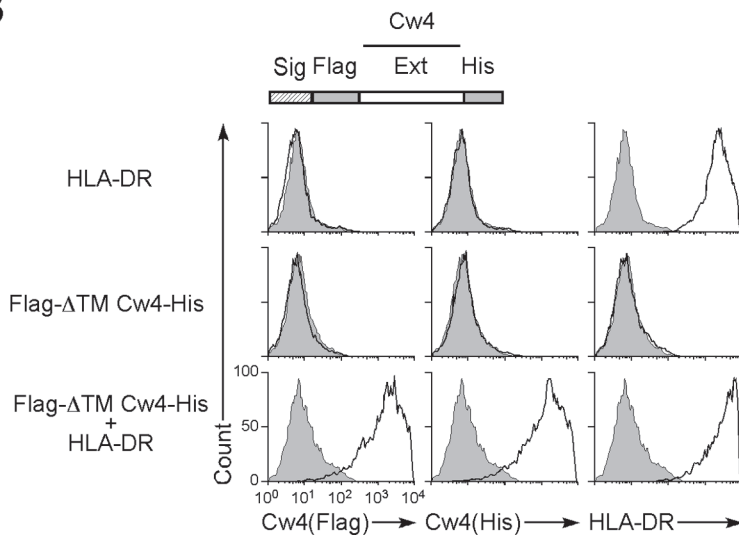 Cw4
Sig Flag Ext His
HLA-DR
Flag-ΔTM Cw4-His
Flag-ΔTM Cw4-His
+
HLA-DR
Count
100
50
0
10⁰ 10¹ 10² 10³ 10⁴
Cw4(Flag) Cw4(His) HLA-DR